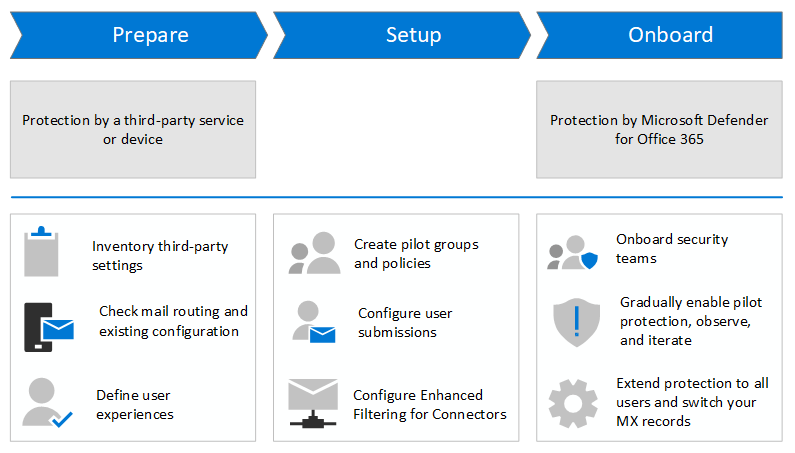 Prepare
Setup
Onboard
Protection by a third-party service
or device
Protection by Microsoft Defender
for Office 365
Inventory third-party
settings
Check mail routing and
existing configuration
Define user
experiences
Create pilot groups
and policies
Configure user
submissions
Configure Enhanced
Filtering for Connectors
Onboard security
teams
Gradually enable pilot
protection, observe,
and iterate
Extend protection to all
users and switch your
MX records